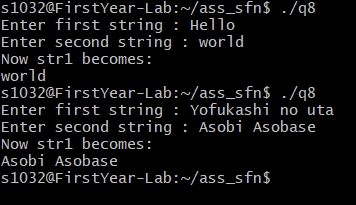 s1032@FirstYear-Lab:~/ass_sfn$ ./q8
Enter first string : Hello
Enter second string : world
Now str1 becomes:
world
s1032@FirstYear-Lab:~/ass_sfn$ ./q8
Enter first string : Yofukashi no uta
Enter second string : Asobi Asobase
Now str1 becomes:
Asobi Asobase
s1032@FirstYear-Lab:~/ass_sfn$